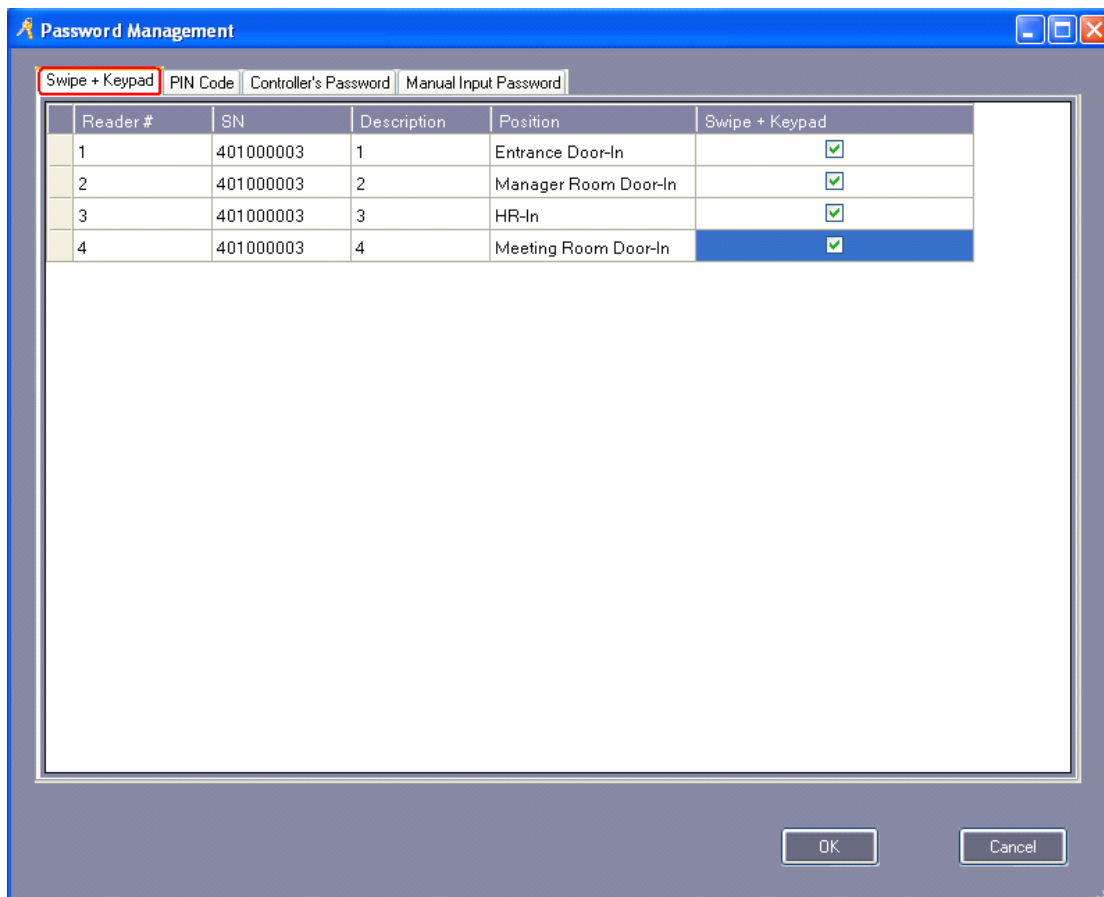 Password Management
Swipe + Keypad PIN Code Controller's Password Manual Input Password
Reader # SN Description Position Swipe + Keypad
1 401000003 1 Entrance Door-In
2 401000003 2 Manager Room Door-In
3 401000003 3 HR-In
4 401000003 4 Meeting Room Door-In
OK Cancel